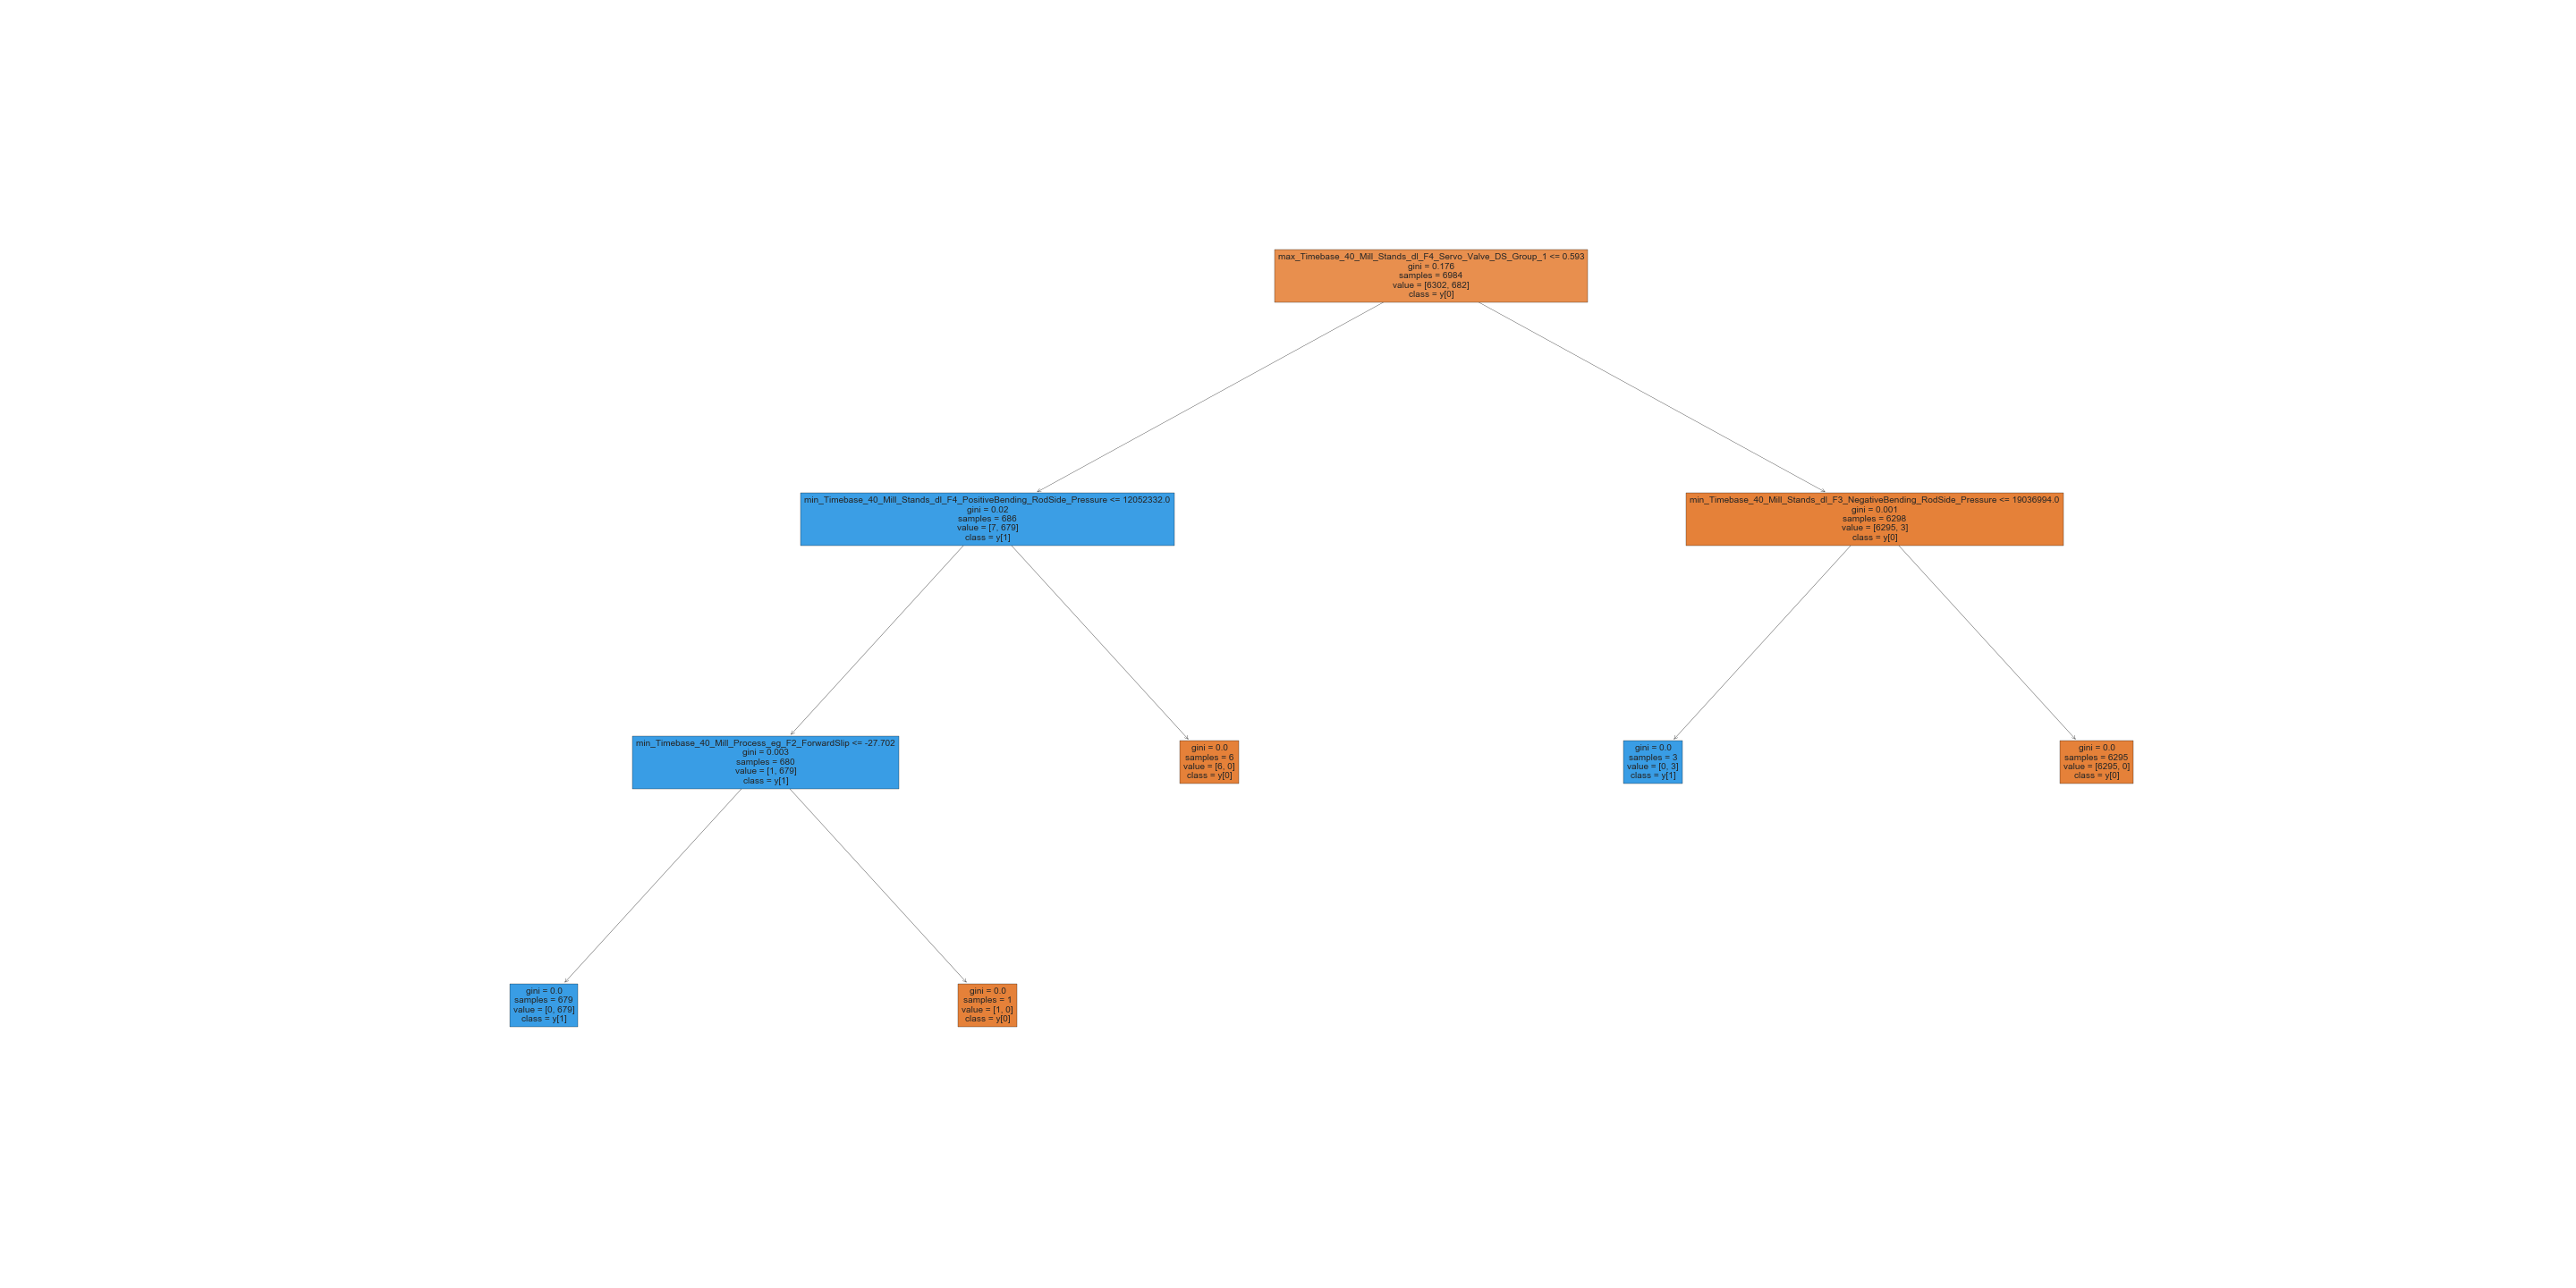 max_Timebase_40_Mill_Stands_dl_F4_Servo_Valve_DS_Group_1 <= 0.593
gini = 0.176
samples = 6984
value = [6302, 682]
class = y[0]
min_Timebase_40_Mill_Stands_dl_F4_PositiveBending_RodSide_Pressure <= 12052332.0
gini = 0.02
samples = 686
value = [7, 679]
class = y[1]
min_Timebase_40_Mill_Stands_dl_F3_NegativeBending_RodSide_Pressure <= 19036994.0
gini = 0.001
samples = 6298
value = [6295, 3]
class = y[0]
min_Timebase_40_Mill_Process_eg_F2_ForwardSlip <= -27.702
gini = 0.003
samples = 680
value = [1, 679]
class = y[1]
gini = 0.0
samples = 6
value = [6, 0]
class = y[0]
gini = 0.0
samples = 3
value = [0, 3]
class = y[1]
gini = 0.0
samples = 6295
value = [6295, 0]
class = y[0]
gini = 0.0
samples = 679
value = [0, 679]
class = y[1]
gini = 0.0
samples = 1
value = [1, 0]
class = y[0]